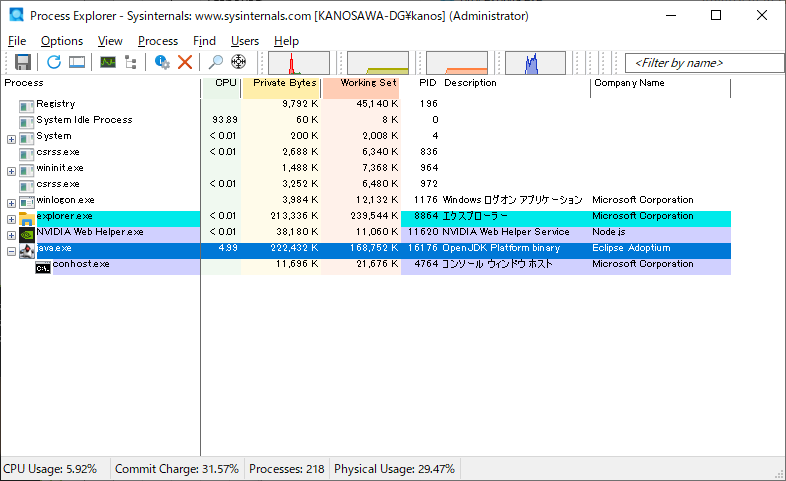 Process Explorer - Sysinternals: www.sysinternals.com [KANOSAWA-DG¥kanos] (Administrator)
File Options View Process Find Users Help
<Filter by name>
Process CPU Private Bytes Working Set PID Description Company Name
Registry 9,792 K 45,140 K 196
System Idle Process 93.89 60 K 8 K 0
System < 0.01 200 K 2,008 K 4
csrss.exe < 0.01 2,688 K 6,340 K 836
wininit.exe 1,488 K 7,368 K 964
csrss.exe < 0.01 3,252 K 6,480 K 972
winlogon.exe 3,984 K 12,132 K 1176 Windows ログオン アプリケーション Microsoft Corporation
explorer.exe < 0.01 213,336 K 239,544 K 8864 エクスプローラー Microsoft Corporation
NVIDIA Web Helper.exe < 0.01 38,180 K 11,060 K 11620 NVIDIA Web Helper Service Node.js
java.exe 4.99 222,432 K 168,752 K 16176 OpenJDK Platform binary Eclipse Adoptium
conhost.exe 11,696 K 21,676 K 4764 コンソール ウィンドウ ホスト Microsoft Corporation
CPU Usage: 5.92% Commit Charge: 31.57% Processes: 218 Physical Usage: 29.47%